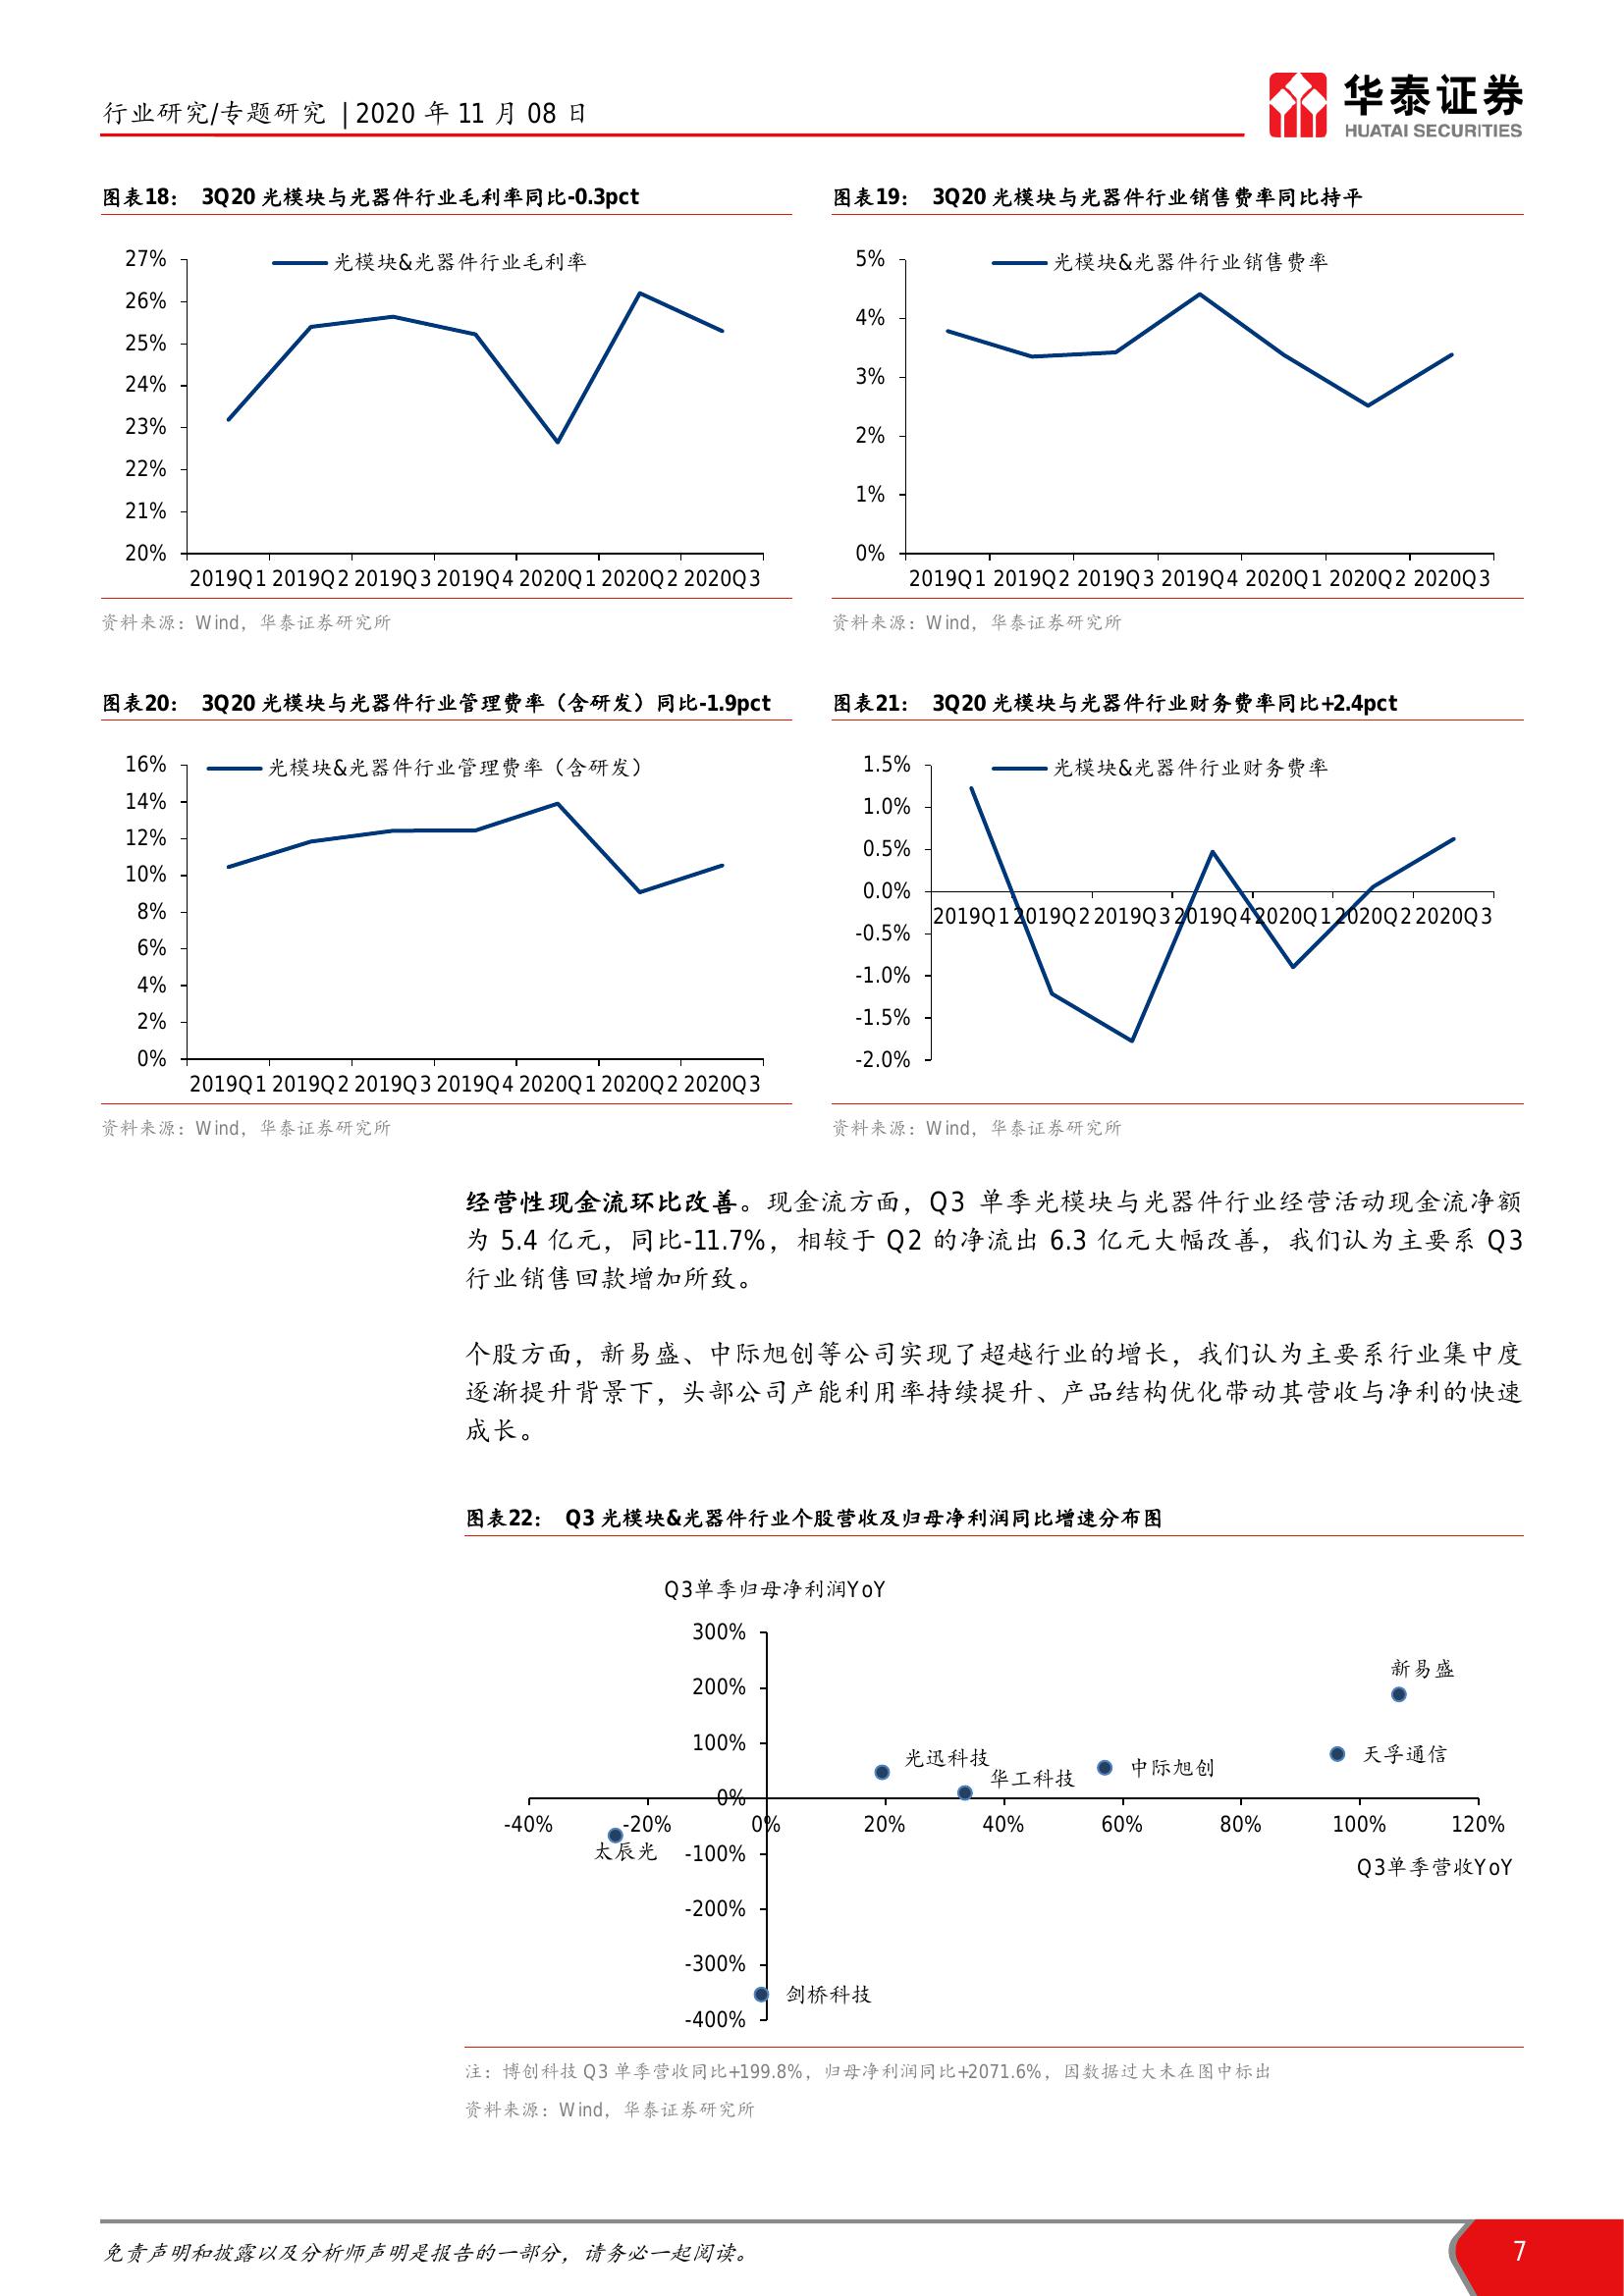 行业研究/专题研究 | 2020 年 11 月 08 日
华泰证券
HUATAI SECURITIES
图表18： 3Q20 光模块与光器件行业毛利率同比-0.3pct
27%
26%
25%
24%
23%
22%
21%
20%
光模块&光器件行业毛利率
2019Q1 2019Q2 2019Q3 2019Q4 2020Q1 2020Q2 2020Q3
资料来源：Wind，华泰证券研究所
图表19： 3Q20 光模块与光器件行业销售费率同比持平
5%
4%
3%
2%
1%
0%
光模块&光器件行业销售费率
2019Q1 2019Q2 2019Q3 2019Q4 2020Q1 2020Q2 2020Q3
资料来源：Wind，华泰证券研究所
图表20： 3Q20 光模块与光器件行业管理费率（含研发）同比-1.9pct
16%
14%
12%
10%
8%
6%
4%
2%
0%
光模块&光器件行业管理费率（含研发）
2019Q1 2019Q2 2019Q3 2019Q4 2020Q1 2020Q2 2020Q3
资料来源：Wind，华泰证券研究所
图表21： 3Q20 光模块与光器件行业财务费率同比+2.4pct
1.5%
1.0%
0.5%
0.0%
-0.5%
-1.0%
-1.5%
-2.0%
光模块&光器件行业财务费率
2019Q1 2019Q2 2019Q3 2019Q4 2020Q1 2020Q2 2020Q3
资料来源：Wind，华泰证券研究所
经营性现金流环比改善。现金流方面，Q3 单季光模块与光器件行业经营活动现金流净额
为 5.4 亿元，同比-11.7%，相较于 Q2 的净流出 6.3 亿元大幅改善，我们认为主要系 Q3
行业销售回款增加所致。
个股方面，新易盛、中际旭创等公司实现了超越行业的增长，我们认为主要系行业集中度
逐渐提升背景下，头部公司产能利用率持续提升、产品结构优化带动其营收与净利的快速
成长。
图表22： Q3 光模块&光器件行业个股营收及归母净利润同比增速分布图
Q3单季归母净利润YoY
300%
200%
100%
0%
-100%
-200%
-300%
-400%
新易盛
天孚通信
光迅科技
中际旭创
华工科技
-40% -20% 0% 20% 40% 60% 80% 100% 120%
太辰光
Q3单季营收YoY
剑桥科技
注：博创科技 Q3 单季营收同比+199.8%，归母净利润同比+2071.6%，因数据过大未在图中标出
资料来源：Wind，华泰证券研究所
免责声明和披露以及分析师声明是报告的一部分，请务必一起阅读。
7